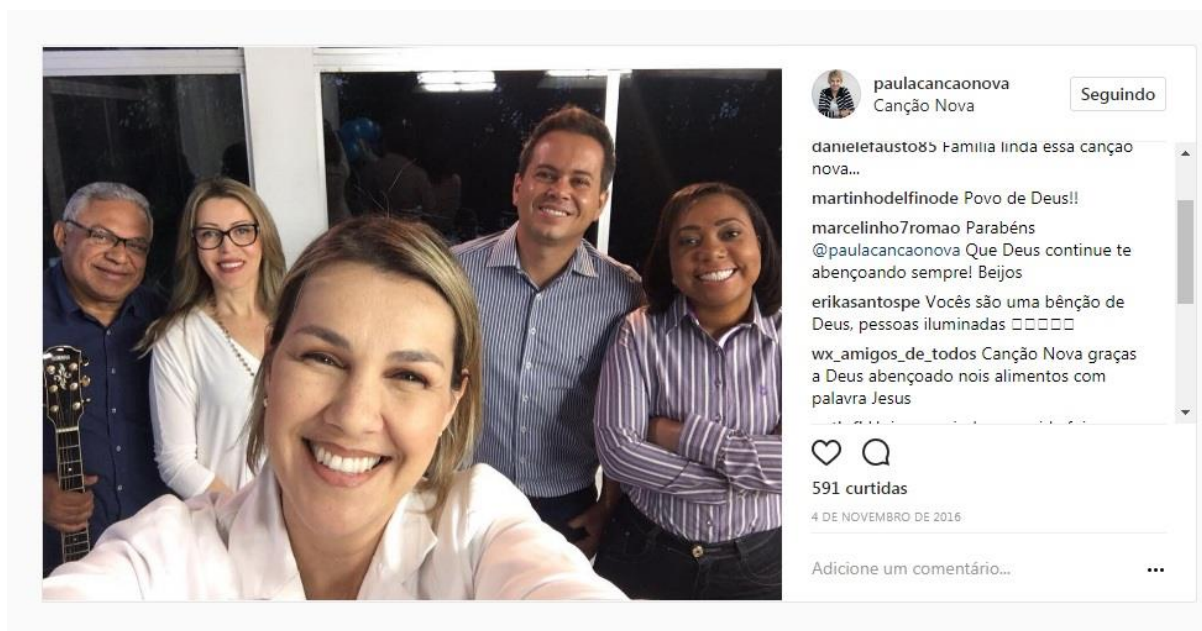 paulacancaonova
Canção Nova
Seguindo
danielefausto85 Família linda essa canção
nova...
martinhodelfinode Povo de Deus!!
marcelinho7romao Parabéns
@paulacancaonova Que Deus continue te
abençoando sempre! Beijos
erikasantospe Vocês são uma bênção de
Deus, pessoas iluminadas □□□□□
wx_amigos_de_todos Canção Nova graças
a Deus abençoado nois alimentos com
palavra Jesus
591 curtidas
4 DE NOVEMBRO DE 2016
Adicione um comentário...
YAMAHA